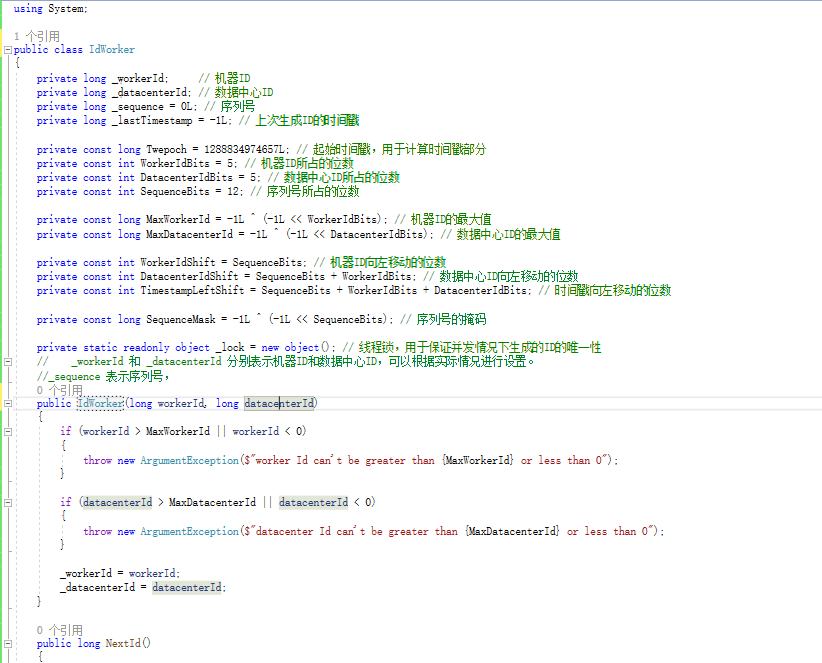 using System;
1 个引用
public class IdWorker
{
private long _workerId; // 机器ID
private long _datacenterId; // 数据中心ID
private long _sequence = 0L; // 序列号
private long _lastTimestamp = -1L; // 上次生成ID的时间戳
private const long Twepoch = 1288834974657L; // 起始时间戳，用于计算时间戳部分
private const int WorkerIdBits = 5; // 机器ID所占的位数
private const int DatacenterIdBits = 5; // 数据中心ID所占的位数
private const int SequenceBits = 12; // 序列号所占的位数
private const long MaxWorkerId = -1L ^ (-1L << WorkerIdBits); // 机器ID的最大值
private const long MaxDatacenterId = -1L ^ (-1L << DatacenterIdBits); // 数据中心ID的最大值
private const int WorkerIdShift = SequenceBits; // 机器ID向左移动的位数
private const int DatacenterIdShift = SequenceBits + WorkerIdBits; // 数据中心ID向左移动的位数
private const int TimestampLeftShift = SequenceBits + WorkerIdBits + DatacenterIdBits; // 时间戳向左移动的位数
private const long SequenceMask = -1L ^ (-1L << SequenceBits); // 序列号的掩码
private static readonly object _lock = new object(); // 线程锁，用于保证并发情况下生成的ID的唯一性
// _workerId 和 _datacenterId 分别表示机器ID和数据中心ID，可以根据实际情况进行设置。
//_sequence 表示序列号，
0 个引用
public IdWorker(long workerId, long datacenterId)
{
if (workerId > MaxWorkerId || workerId < 0)
{
throw new ArgumentException($"worker Id can't be greater than {MaxWorkerId} or less than 0");
}
if (datacenterId > MaxDatacenterId || datacenterId < 0)
{
throw new ArgumentException($"datacenter Id can't be greater than {MaxDatacenterId} or less than 0");
}
_workerId = workerId;
_datacenterId = datacenterId;
}
0 个引用
public long NextId()
{